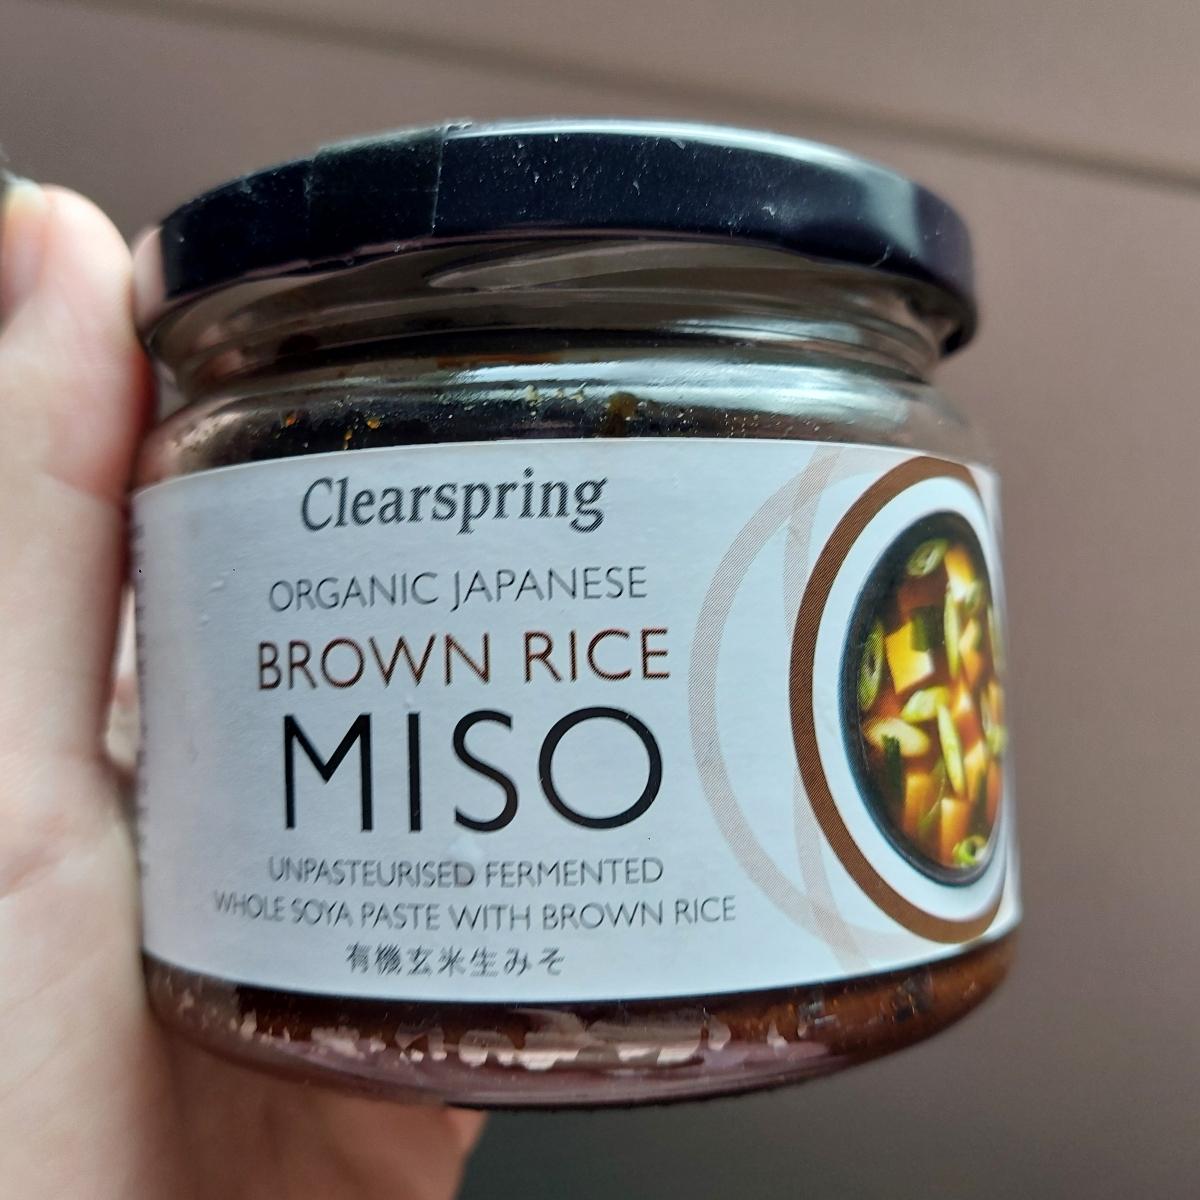 Clearspring
ORGANIC JAPANESE
BROWN RICE
MISO
UNPASTEURISED FERMENTED
WHOLE SOYA PASTE WITH BROWN RICE
有機玄米生みそ